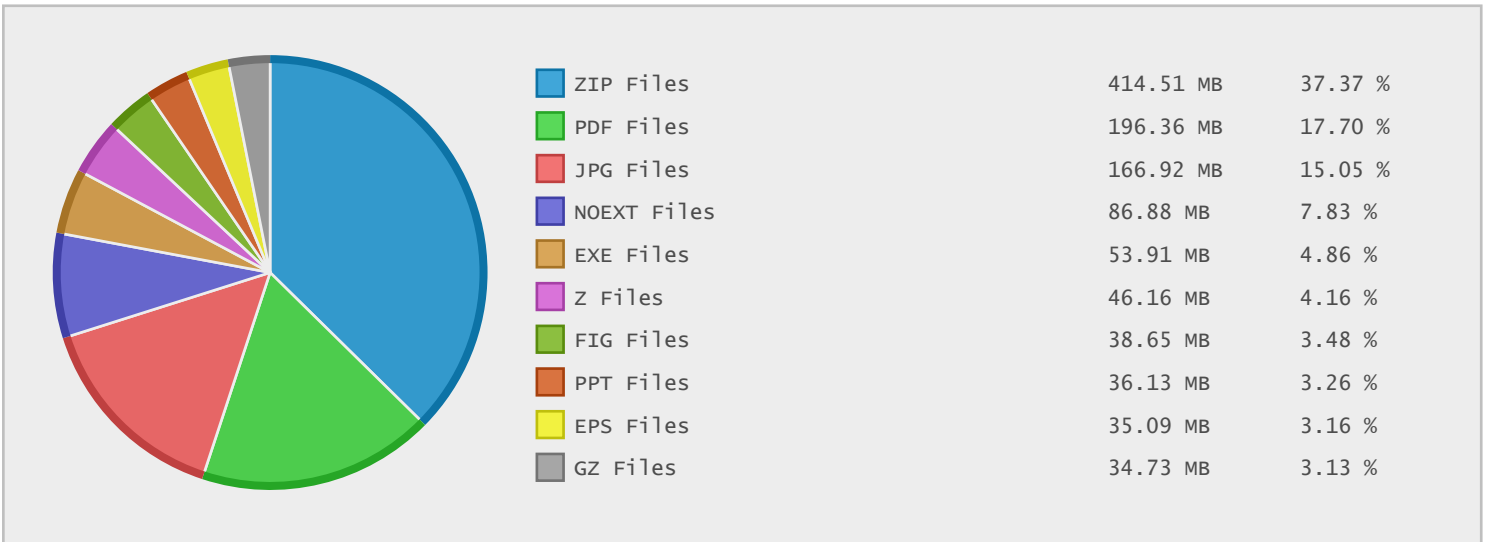 ZIP Files 414.51 MB 37.37 %
PDF Files 196.36 MB 17.70 %
JPG Files 166.92 MB 15.05 %
NOEXT Files 86.88 MB 7.83 %
EXE Files 53.91 MB 4.86 %
Z Files 46.16 MB 4.16 %
FIG Files 38.65 MB 3.48 %
PPT Files 36.13 MB 3.26 %
EPS Files 35.09 MB 3.16 %
GZ Files 34.73 MB 3.13 %